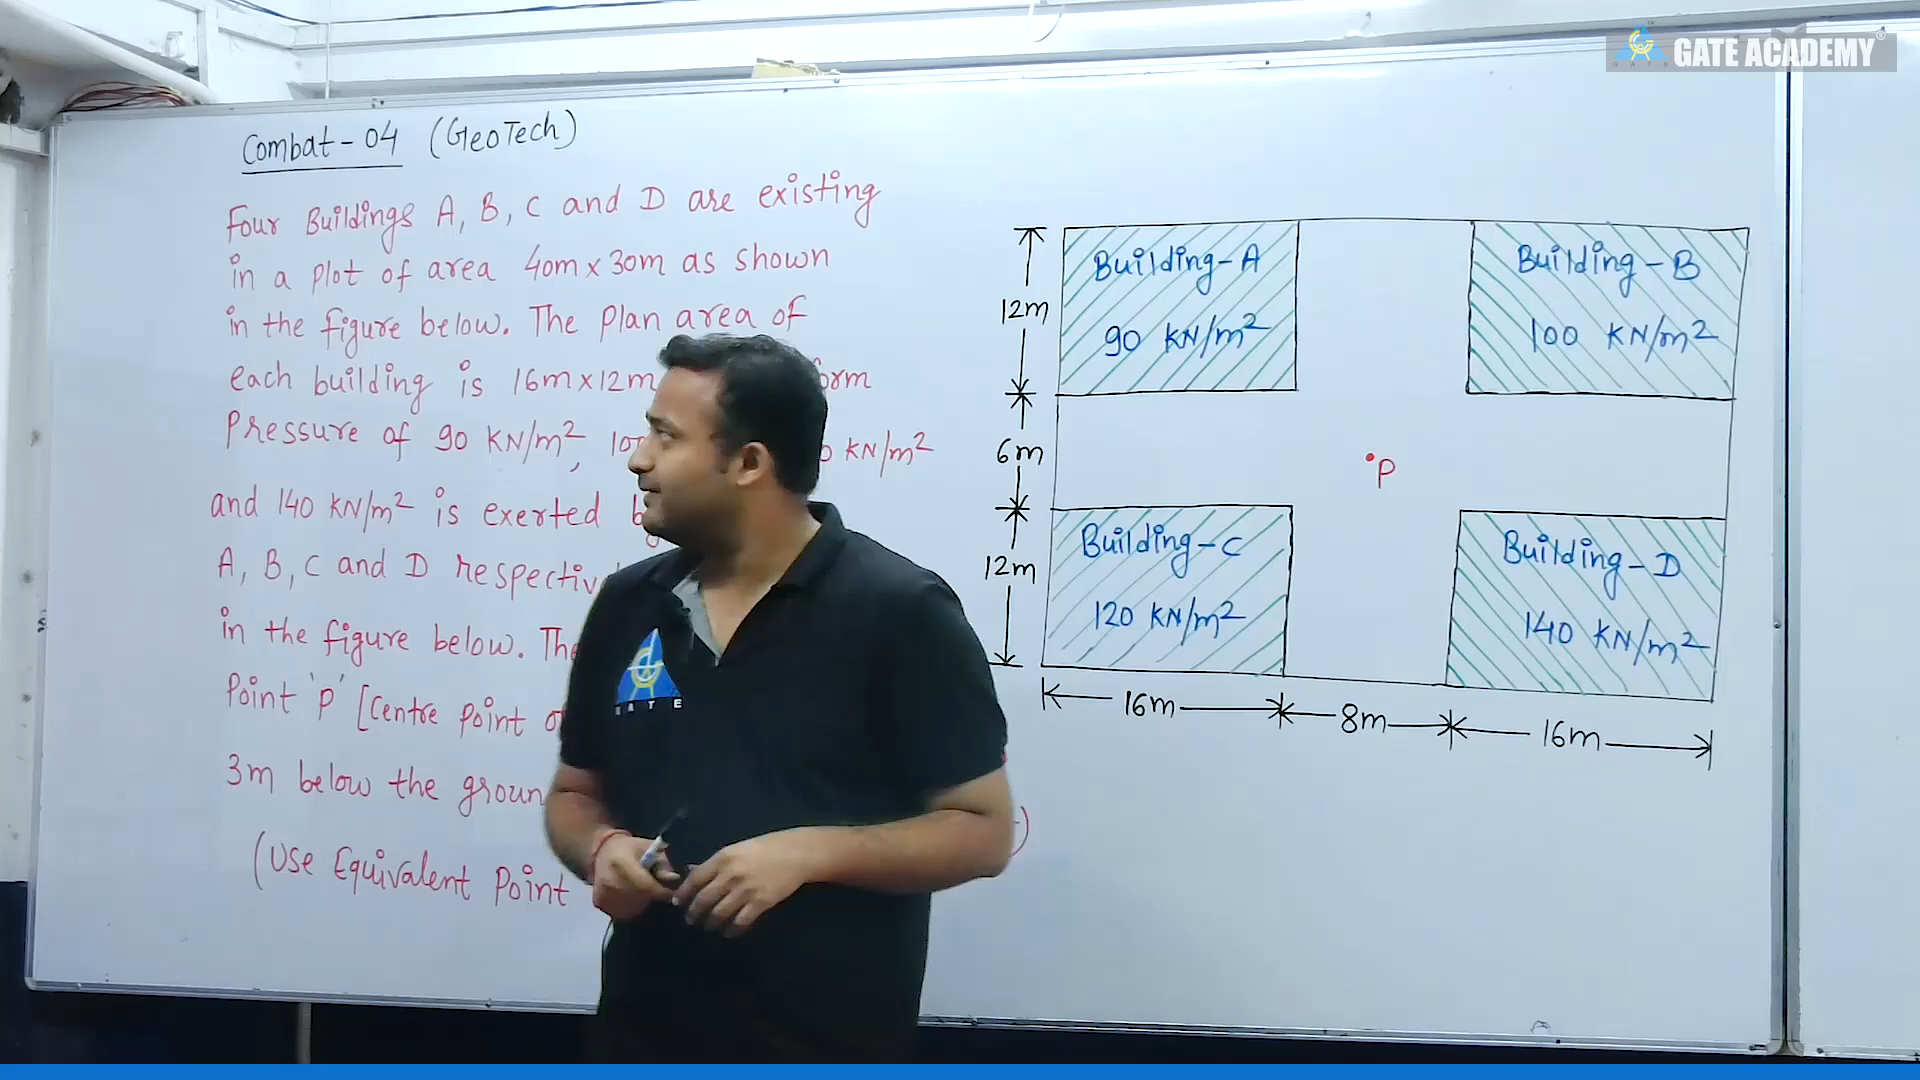 GATE ACADEMY
Combat-04 (GeoTech)
Four Buildings A, B, C and D are existing
in a plot of area 40m x 30m as shown
in the figure below. The plan area of
each building is 16m x 12m
Pressure of 90 KN/m², KN/m²
and 140 KN/m² is exerted
A, B, C and D
in the figure below.
Point 'P' [Centre point
3m below the
(Use Equivalent Point
Building-A
90 KN/m²
Building-B
100 KN/m²
12m
6m
P
12m
Building-C
120 KN/m²
Building-D
140 KN/m²
16m
8m
16m
GATE